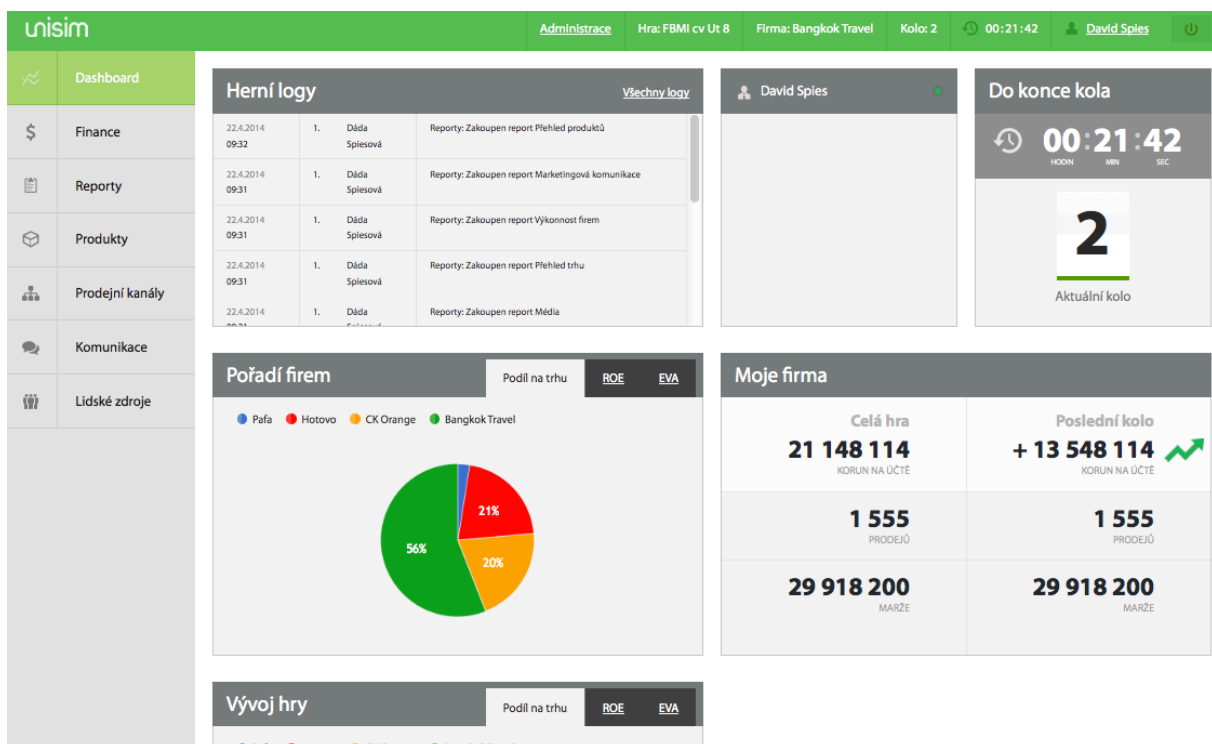 unisim
Administrace Hra: FBMI cv Ut 8 Firma: Bangkok Travel Kolo: 2 00:21:42 David Spies
Dashboard
Finance
Reporty
Produkty
Prodejní kanály
Komunikace
Lidské zdroje
Herní logy Všechny logy
22.4.2014 1. Dáda Reporty: Zakoupen report Přehled produktů
09:32 Spiesová
22.4.2014 1. Dáda Reporty: Zakoupen report Marketingová komunikace
09:31 Spiesová
22.4.2014 1. Dáda Reporty: Zakoupen report Výkonnost firem
09:31 Spiesová
22.4.2014 1. Dáda Reporty: Zakoupen report Přehled trhu
09:31 Spiesová
22.4.2014 1. Dáda Reporty: Zakoupen report Média
David Spies
Do konce kola
00:21:42
HODIN MIN SEC
2
Aktuální kolo
Pořadí firem Podíl na trhu ROE EVA
Pafa Hotovo CK Orange Bangkok Travel
21%
56%
20%
Moje firma
Celá hra Poslední kolo
21 148 114 + 13 548 114
KORUN NA ÚČTĚ KORUN NA ÚČTĚ
1 555 1 555
PRODEJŮ PRODEJŮ
29 918 200 29 918 200
MARŽE MARŽE
Vývoj hry Podíl na trhu ROE EVA